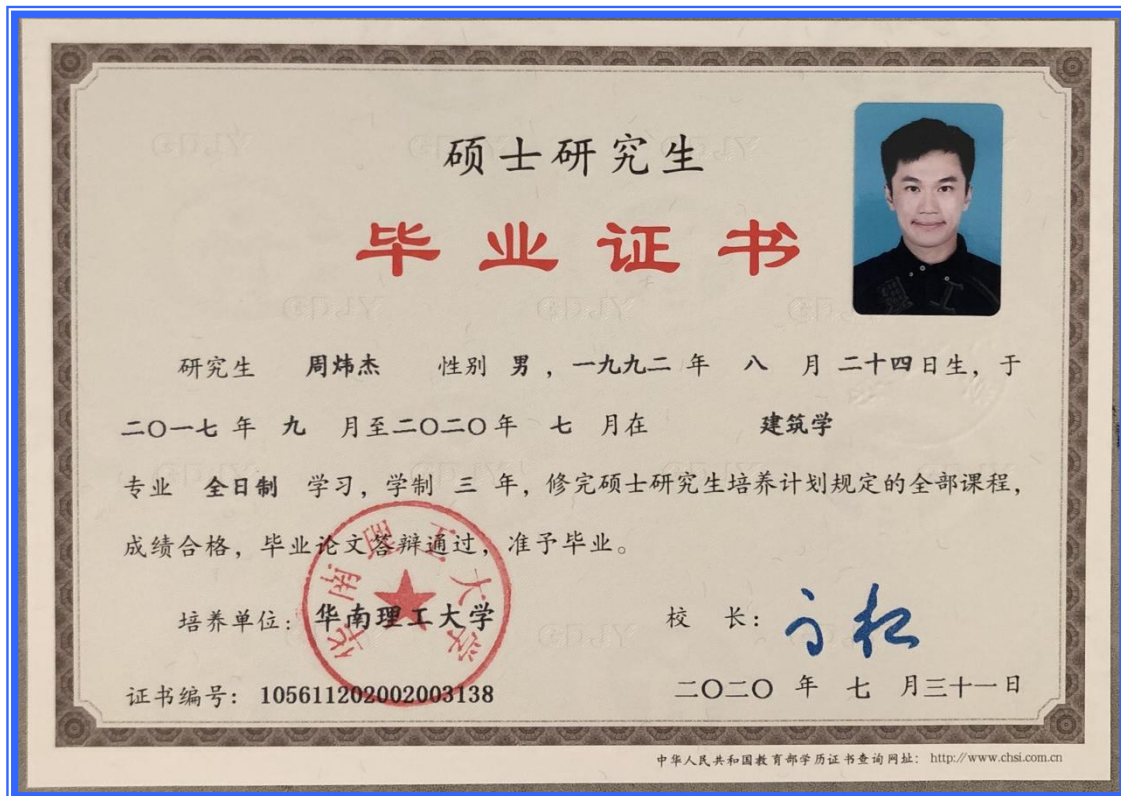 硕士研究生
毕业证书
研究生 周炜杰 性别 男，一九九二 年 八 月 二十四日生，于
二〇一七 年 九 月至二〇二〇年 七 月在 建筑学
专业 全日制 学习，学制 三 年，修完硕士研究生培养计划规定的全部课程，
成绩合格，毕业论文答辩通过，准予毕业。
培养单位：华南理工大学
华南理工大学
校 长：
证书编号：105611202002003138
二〇二〇 年 七 月三十一日
中华人民共和国教育部学历证书查询网址：http://www.chsi.com.cn